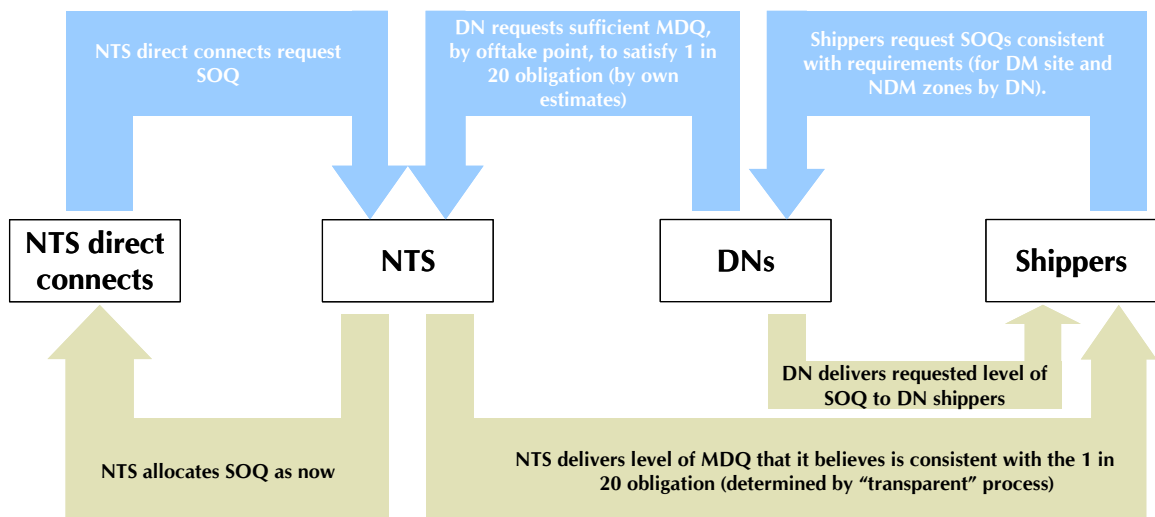 NTS direct connects request
SOQ
DN requests sufficient MDQ,
by offtake point, to satisfy 1 in
20 obligation (by own
estimates)
Shippers request SOQs consistent
with requirements (for DM site and
NDM zones by DN).
NTS direct
connects
NTS
DNs
Shippers
DN delivers requested level of
SOQ to DN shippers
NTS allocates SOQ as now
NTS delivers level of MDQ that it believes is consistent with the 1 in
20 obligation (determined by “transparent” process)